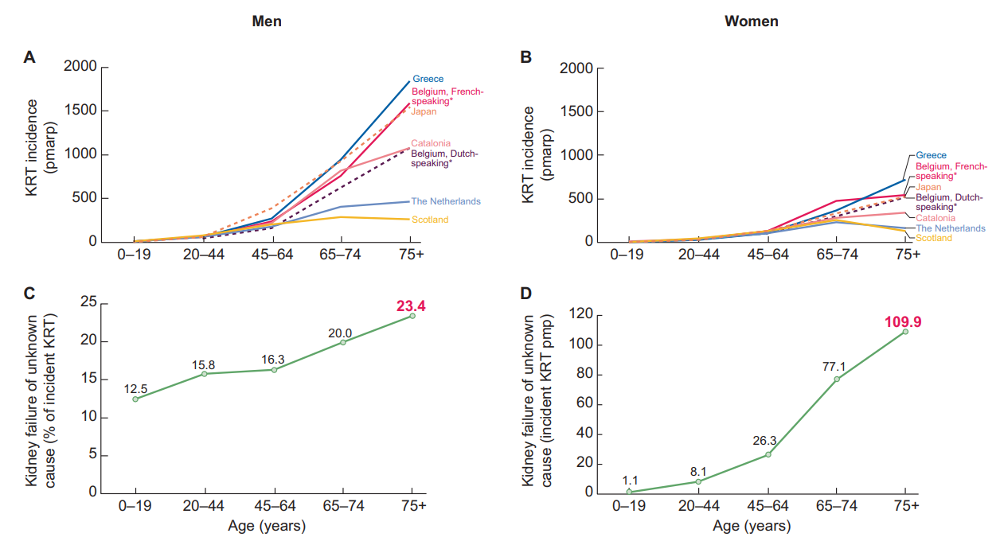 Men
Women
A
KRT incidence
(pmarp)
2000
1500
1000
500
0
0–19
20–44
45–64
65–74
75+
Greece
Belgium, French-
speaking*
Japan
Catalonia
Belgium, Dutch-
speaking*
The Netherlands
Scotland
B
KRT incidence
(pmarp)
2000
1500
1000
500
0
0–19
20–44
45–64
65–74
75+
Greece
Belgium, French-
speaking*
Japan
Belgium, Dutch-
speaking*
Catalonia
The Netherlands
Scotland
C
Kidney failure of unknown
cause (% of incident KRT)
25
20
15
10
5
0
12.5
15.8
16.3
20.0
23.4
0–19
20–44
45–64
65–74
75+
Age (years)
D
Kidney failure of unknown
cause (incident KRT pmp)
120
100
80
60
40
20
0
1.1
8.1
26.3
77.1
109.9
0–19
20–44
45–64
65–74
75+
Age (years)